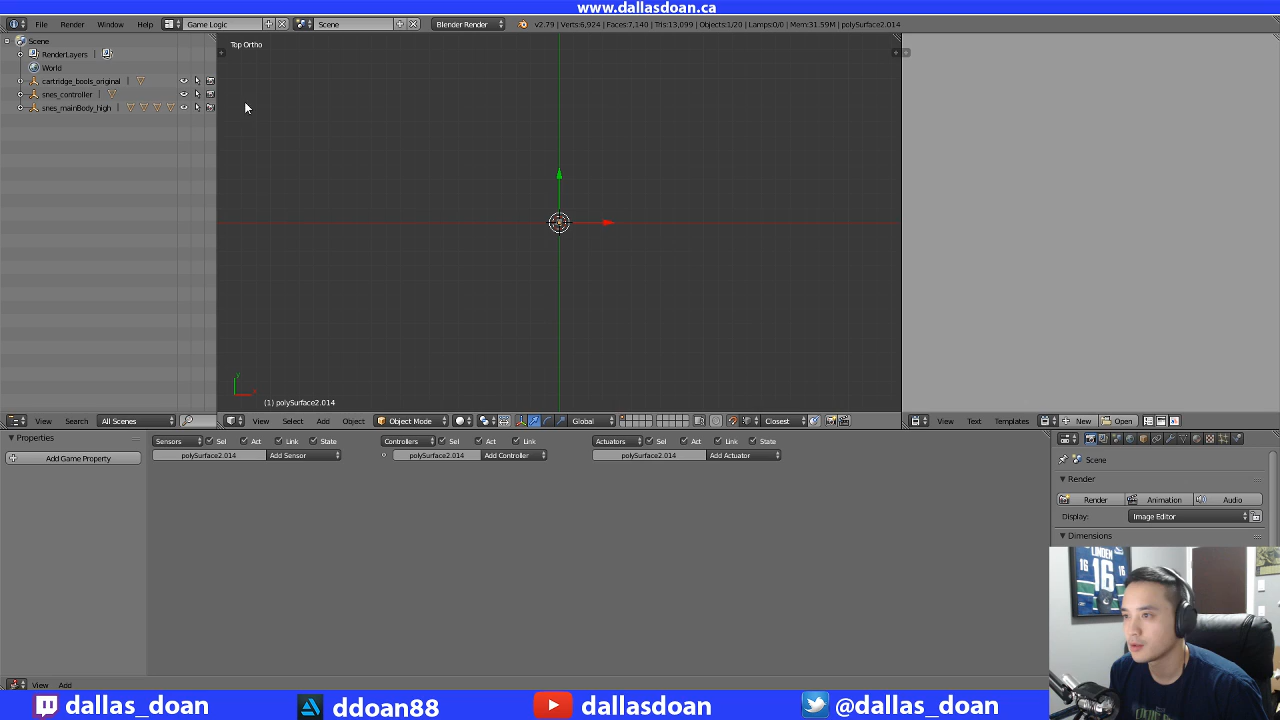 www.dallasdoan.ca
File Render Window Help Game Logic Scene Blender Render v2.79 | Verts:6,924 | Faces:7,140 | Tris:13,099 | Objects:1/20 | Lamps:0/0 | Mem:31.59M | polySurface2.014
Scene
RenderLayers
World
cartridge_bools_original
snes_controller
snes_mainBody_high
Top Ortho
y
x
(1) polySurface2.014
View Search All Scenes
View Select Add Object Object Mode Global Closest
View Text Templates New Open
Properties
Add Game Property
Sensors Sel Act Link State
polySurface2.014 Add Sensor
Controllers Sel Act Link
polySurface2.014 Add Controller
Actuators Sel Act Link State
polySurface2.014 Add Actuator
Scene
Render
Render Animation Audio
Display: Image Editor
Dimensions
LINDEN
16
16
View Add
dallas_doan
ddoan88
dallasdoan
@dallas_doan